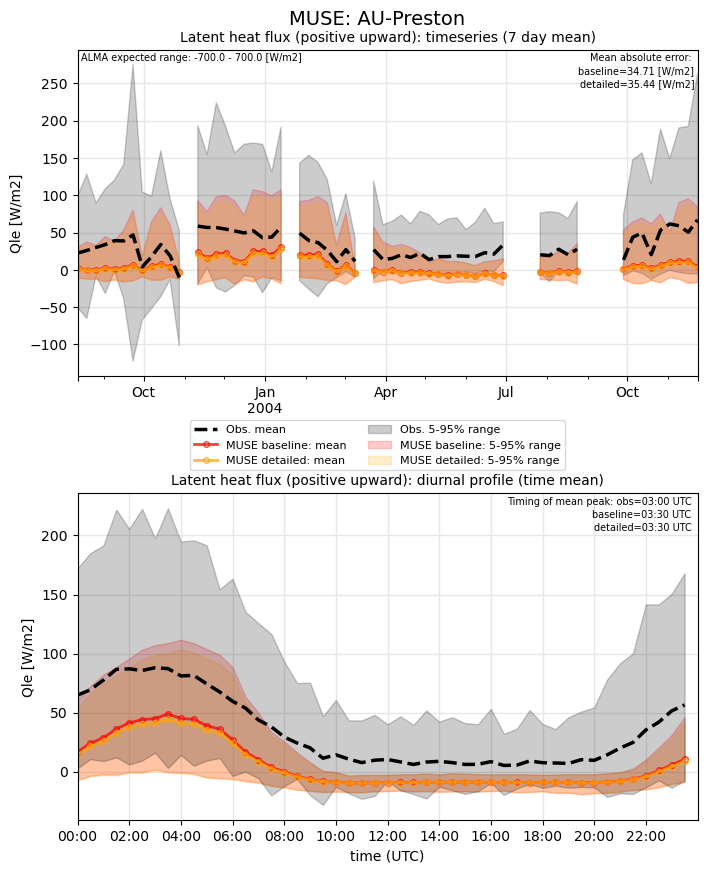 MUSE: AU-Preston
Latent heat flux (positive upward): timeseries (7 day mean)
ALMA expected range: -700.0 - 700.0 [W/m2]
Mean absolute error:
baseline=34.71 [W/m2]
detailed=35.44 [W/m2]
250
200
150
100
50
0
−50
−100
Qle [W/m2]
Oct
Jan
2004
Apr
Jul
Oct
Obs. mean
MUSE baseline: mean
MUSE detailed: mean
Obs. 5-95% range
MUSE baseline: 5-95% range
MUSE detailed: 5-95% range
Latent heat flux (positive upward): diurnal profile (time mean)
Timing of mean peak: obs=03:00 UTC
baseline=03:30 UTC
detailed=03:30 UTC
200
150
100
50
0
Qle [W/m2]
00:00
02:00
04:00
06:00
08:00
10:00
12:00
14:00
16:00
18:00
20:00
22:00
time (UTC)